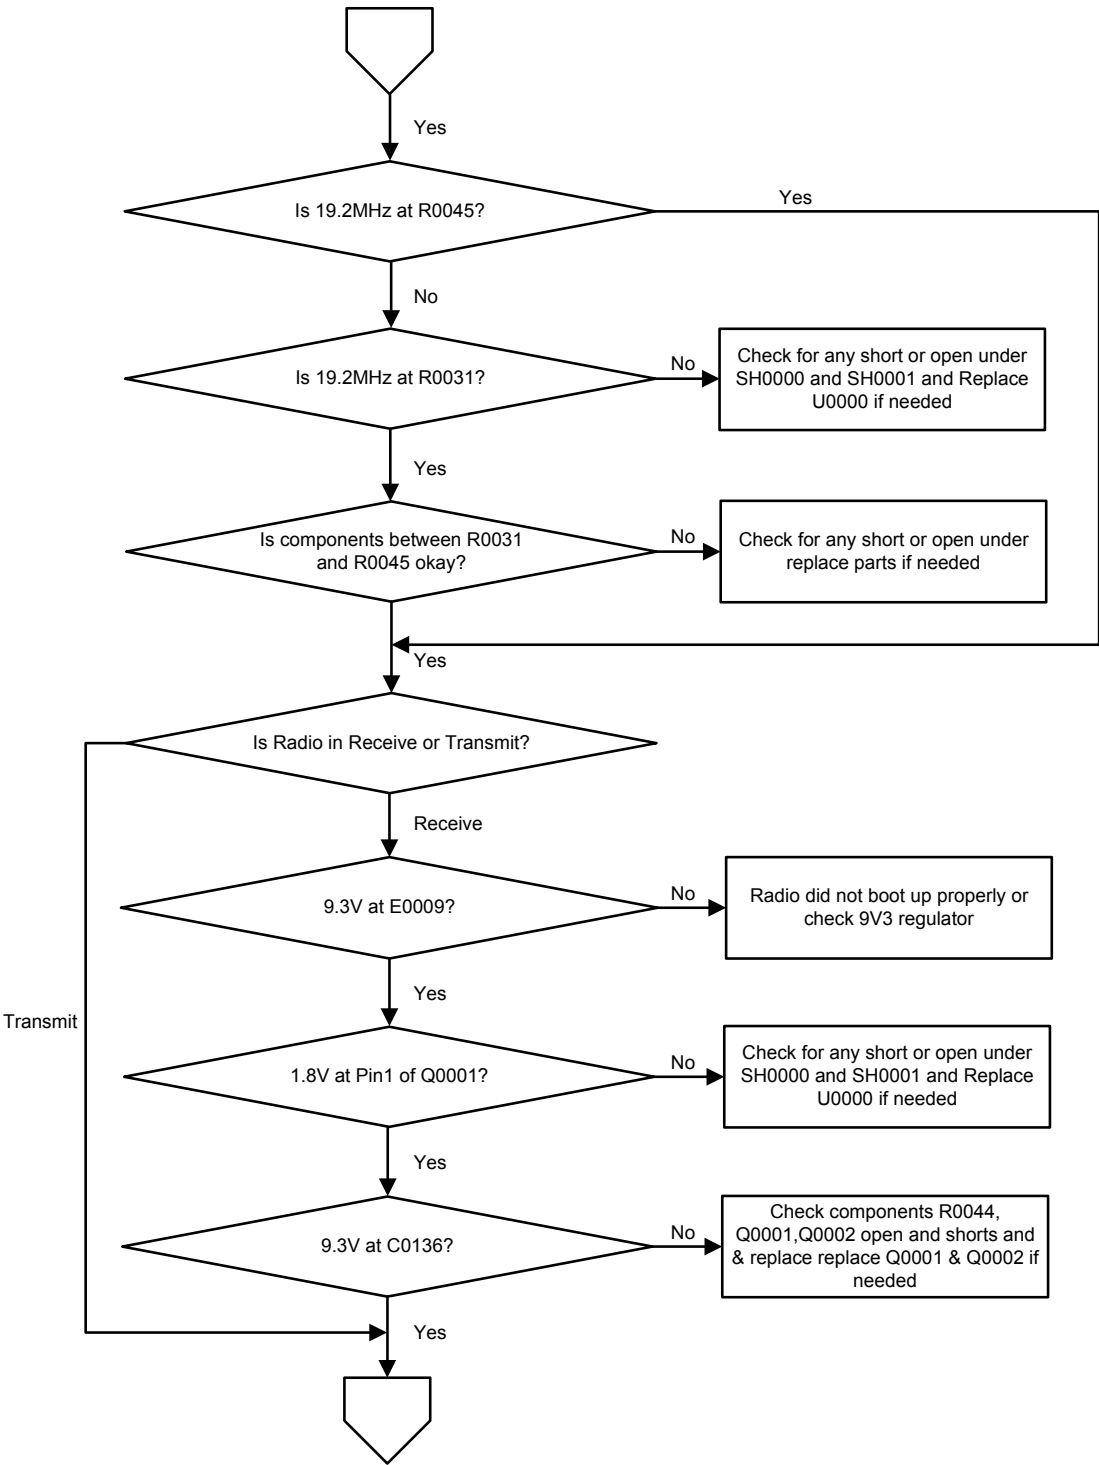 Yes
Is 19.2MHz at R0045?
Yes
No
Is 19.2MHz at R0031?
No
Check for any short or open under
SH0000 and SH0001 and Replace
U0000 if needed
Yes
Is components between R0031
and R0045 okay?
No
Check for any short or open under
replace parts if needed
Yes
Is Radio in Receive or Transmit?
Receive
9.3V at E0009?
No
Radio did not boot up properly or
check 9V3 regulator
Yes
Transmit
1.8V at Pin1 of Q0001?
No
Check for any short or open under
SH0000 and SH0001 and Replace
U0000 if needed
Yes
9.3V at C0136?
No
Check components R0044,
Q0001,Q0002 open and shorts and
& replace replace Q0001 & Q0002 if
needed
Yes